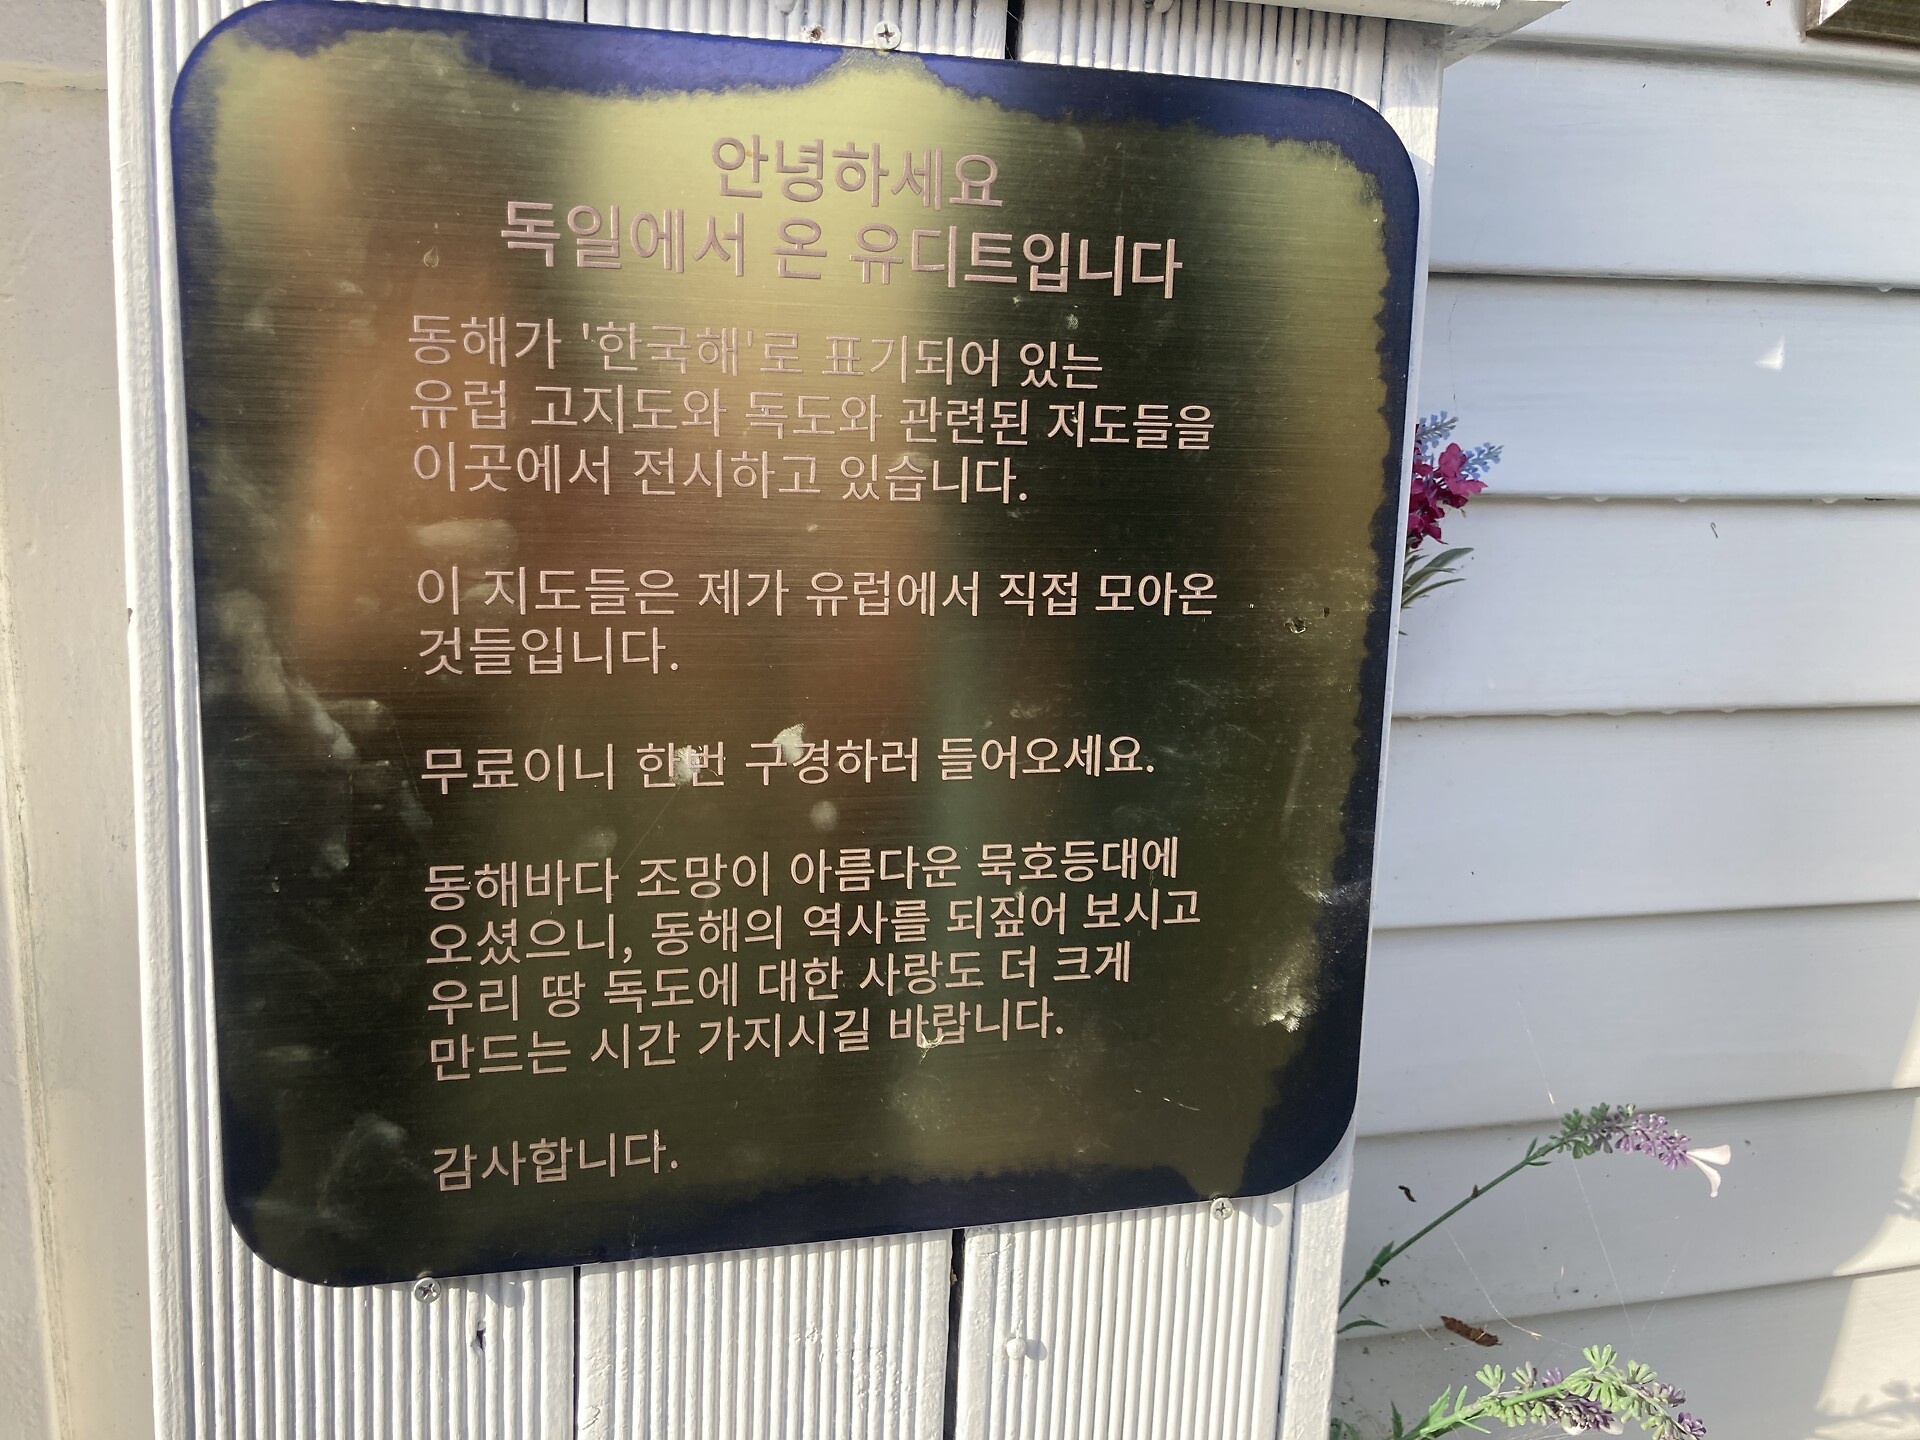 안녕하세요
독일에서 온 유디트입니다
동해가 '한국해'로 표기되어 있는
유럽 고지도와 독도와 관련된 저도들을
이곳에서 전시하고 있습니다.
이 지도들은 제가 유럽에서 직접 모아온
것들입니다.
무료이니 한번 구경하러 들어오세요.
동해바다 조망이 아름다운 묵호등대에
오셨으니, 동해의 역사를 되짚어 보시고
우리 땅 독도에 대한 사랑도 더 크게
만드는 시간 가지시길 바랍니다.
감사합니다.